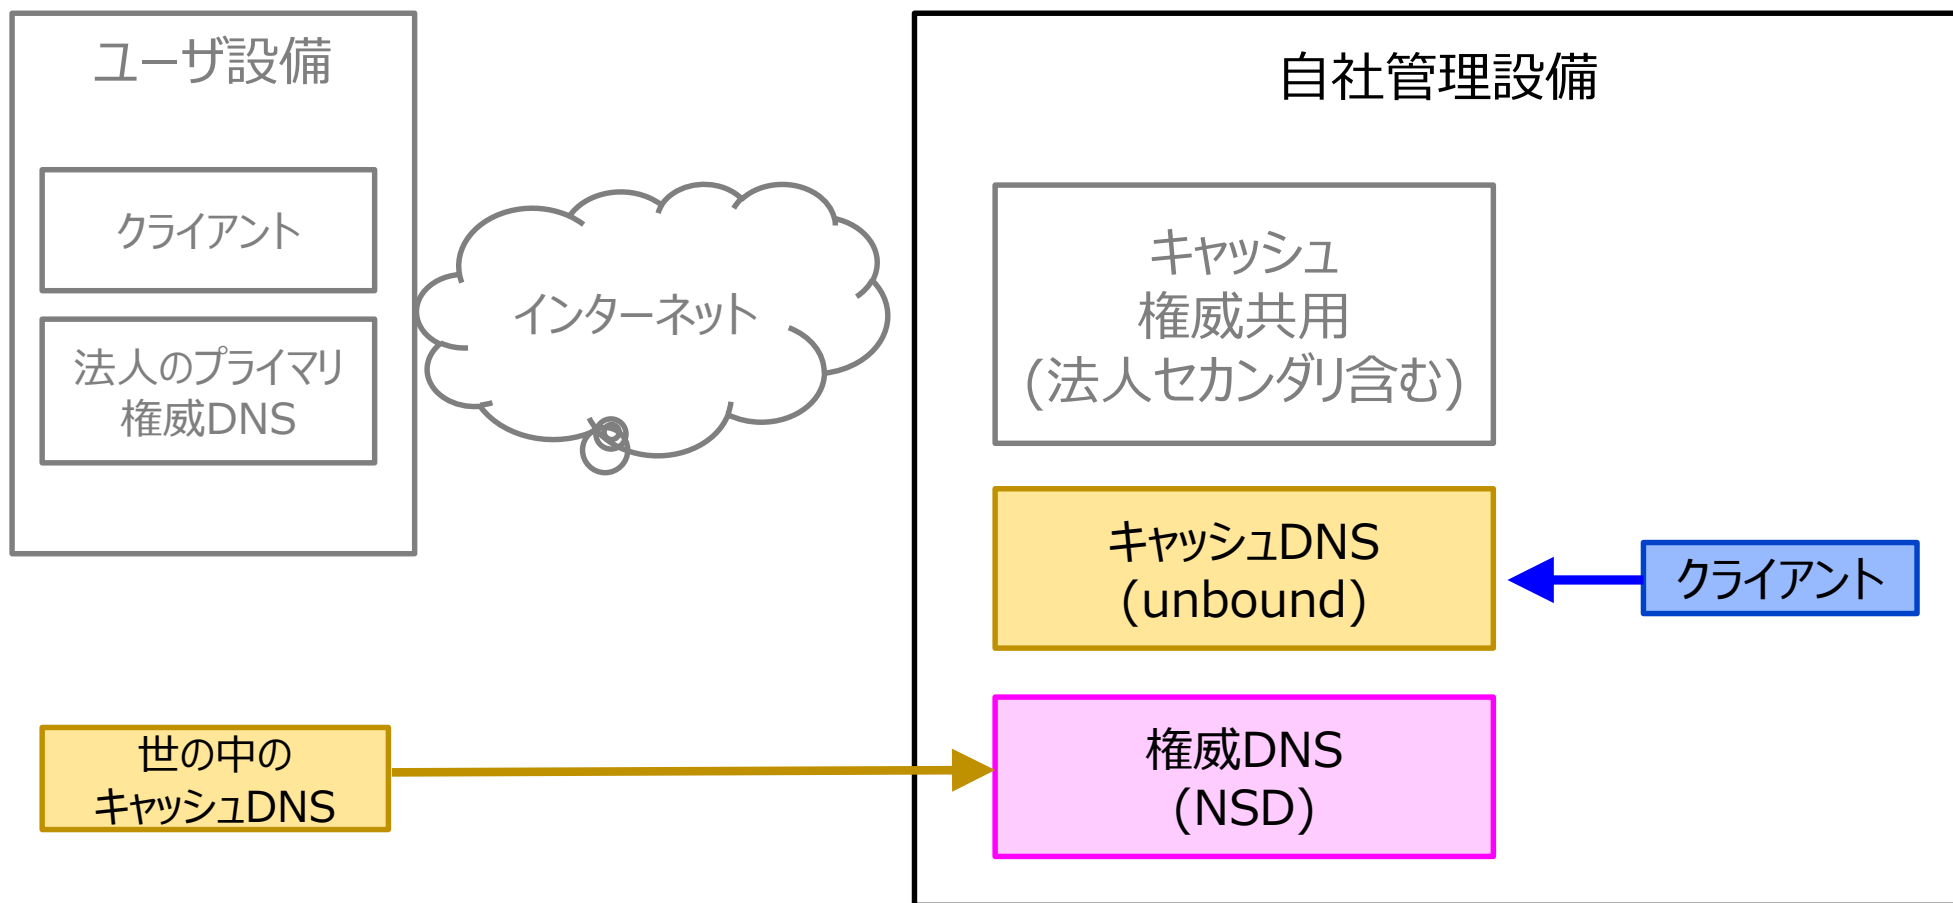 ユーザ設備
クライアント
法人のプライマリ
権威DNS
インターネット
自社管理設備
キャッシュ
権威共用
(法人セカンダリ含む)
キャッシュDNS
(unbound)
クライアント
世の中の
キャッシュDNS
権威DNS
(NSD)